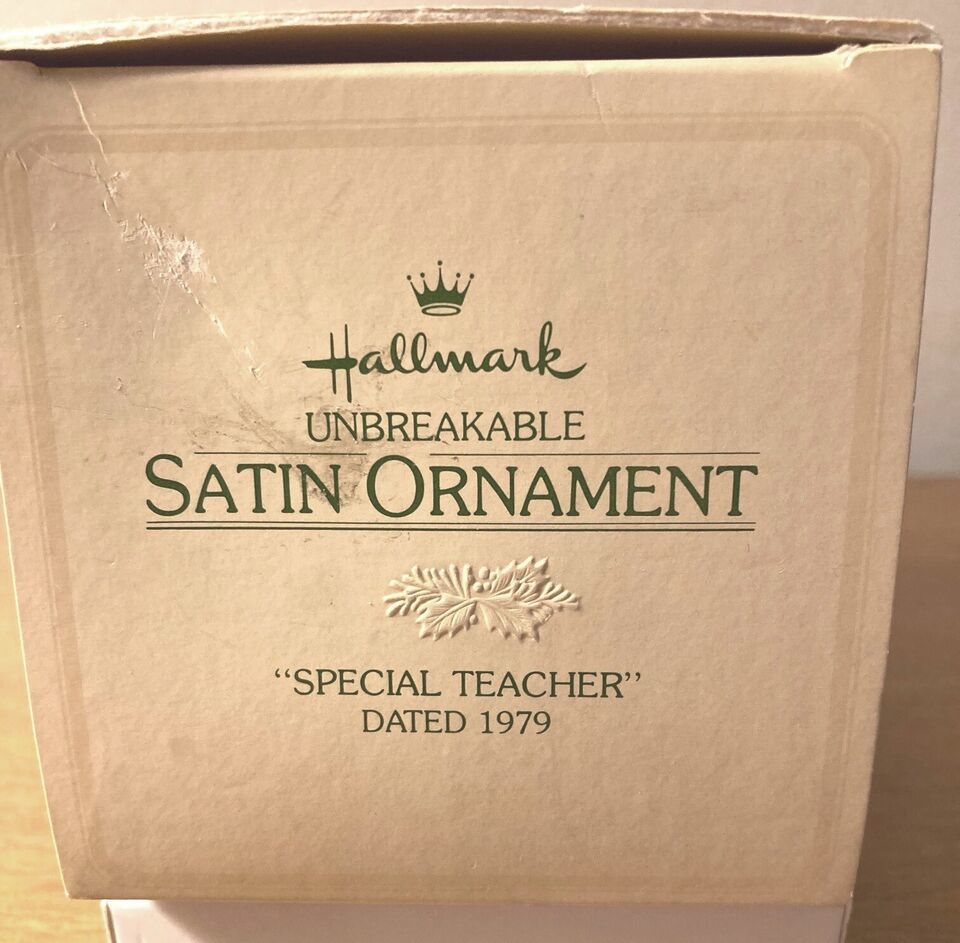 Hallmark
UNBREAKABLE
SATIN ORNAMENT
“SPECIAL TEACHER”
DATED 1979